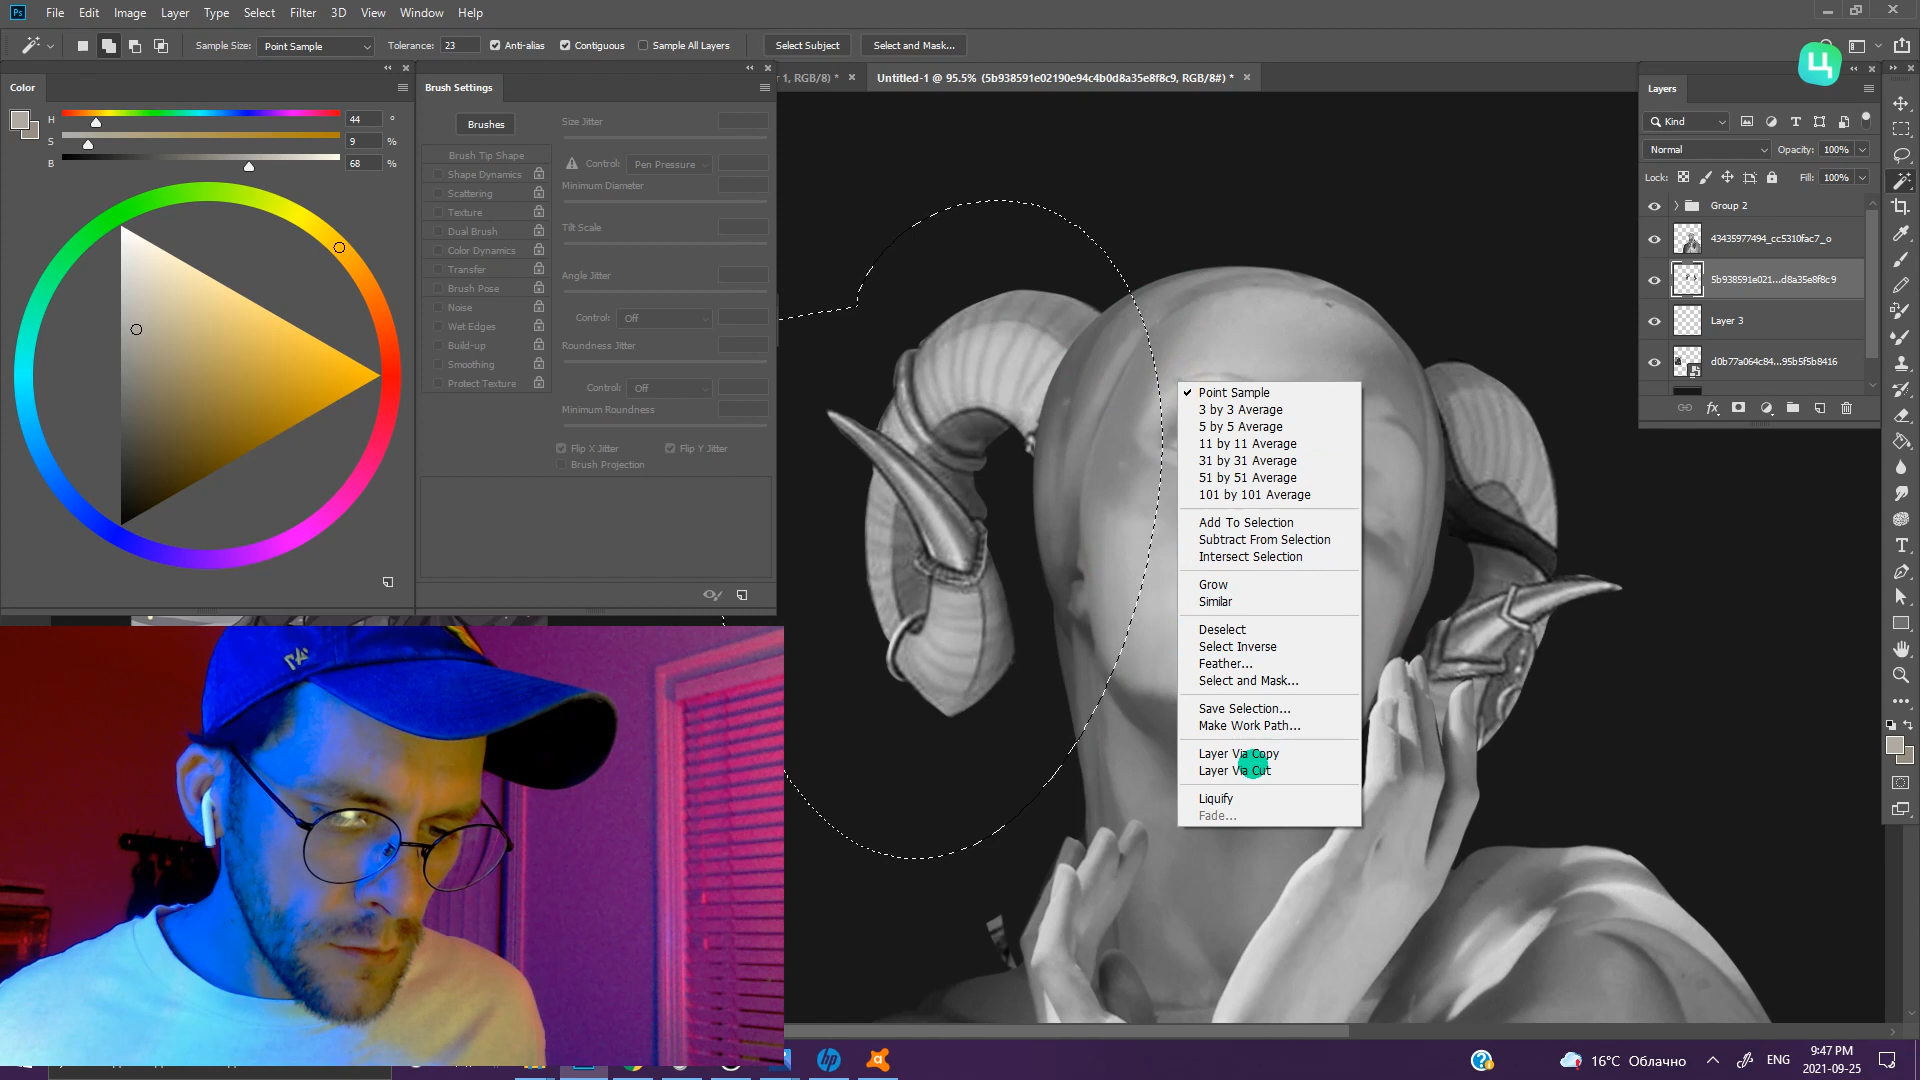 Ps File Edit Image Layer Type Select Filter 3D View Window Help
Sample Size: Point Sample Tolerance: 23 Anti-alias Contiguous Sample All Layers Select Subject Select and Mask...
r 1, RGB/8) * × Untitled-1 @ 95.5% (5b938591e02190e94c4b0d8a35e8f8c9, RGB/8#) * ×
Ц
Color
H 44 °
S 9 %
B 68 %
Brush Settings
Brushes
Brush Tip Shape
Shape Dynamics
Scattering
Texture
Dual Brush
Color Dynamics
Transfer
Brush Pose
Noise
Wet Edges
Build-up
Smoothing
Protect Texture
Size Jitter
Control: Pen Pressure
Minimum Diameter
Tilt Scale
Angle Jitter
Control: Off
Roundness Jitter
Control: Off
Minimum Roundness
Flip X Jitter Flip Y Jitter
Brush Projection
Point Sample
3 by 3 Average
5 by 5 Average
11 by 11 Average
31 by 31 Average
51 by 51 Average
101 by 101 Average
Add To Selection
Subtract From Selection
Intersect Selection
Grow
Similar
Deselect
Select Inverse
Feather...
Select and Mask...
Save Selection...
Make Work Path...
Layer Via Copy
Layer Via Cut
Liquify
Fade...
Layers
Kind
Normal Opacity: 100%
Lock: Fill: 100%
Group 2
43435977494_cc5310fac7_o
5b938591e021...d8a35e8f8c9
Layer 3
d0b77a064c84...95b5f5b8416
fx
hp
16°C Облачно ENG 9:47 PM
2021-09-25